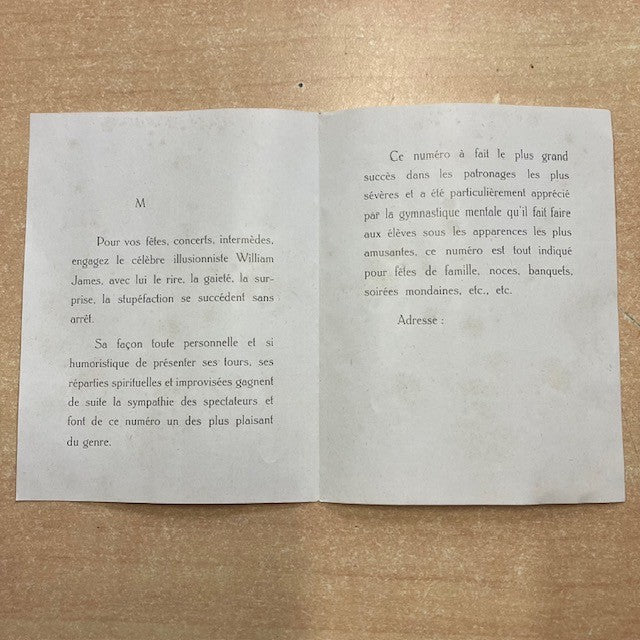 M
Pour vos fêtes, concerts, intermèdes,
engagez le célèbre illusionniste William
James, avec lui le rire, la gaieté, la sur-
prise, la stupéfaction se succédent sans
arrêt.
Sa façon toute personnelle et si
humoristique de présenter ses tours, ses
réparties spirituelles et improvisées gagnent
de suite la sympathie des spectateurs et
font de ce numéro un des plus plaisant
du genre.
Ce numéro à fait le plus grand
succès dans les patronages les plus
sévères et a été particulièrement apprécié
par la gymnastique mentale qu'il fait faire
aux élèves sous les apparences les plus
amusantes, ce numéro est tout indiqué
pour fêtes de famille, noces, banquets,
soirées mondaines, etc., etc.
Adresse :